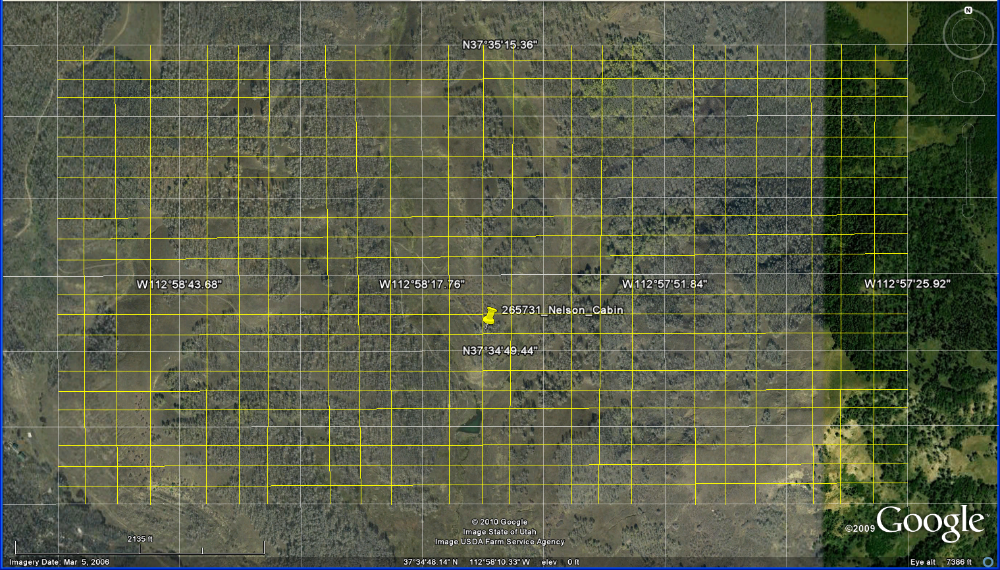 N
N37°35'15.36"
W112°58'43.68"
W112°58'17.76"
W112°57'51.84"
W112°57'25.92"
265731_Nelson_Cabin
N37°34'49.44"
© 2010 Google
Image State of Utah
Image USDA Farm Service Agency
©2009 Google™
2135 ft
Imagery Date: Mar 5, 2006
37°34'48.14" N 112°58'10.33" W elev 0 ft
Eye alt 7386 ft